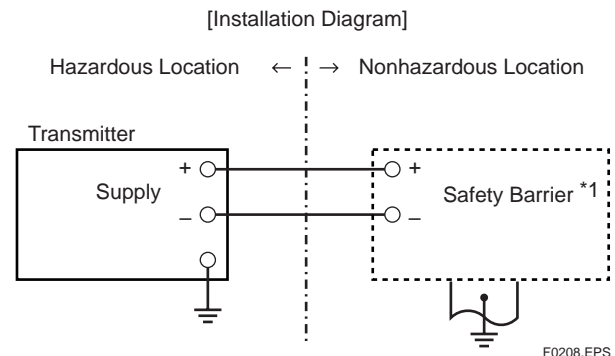 [Installation Diagram]
Hazardous Location ← → Nonhazardous Location
Transmitter
+ +
Supply Safety Barrier *1
– –
F0208.EPS